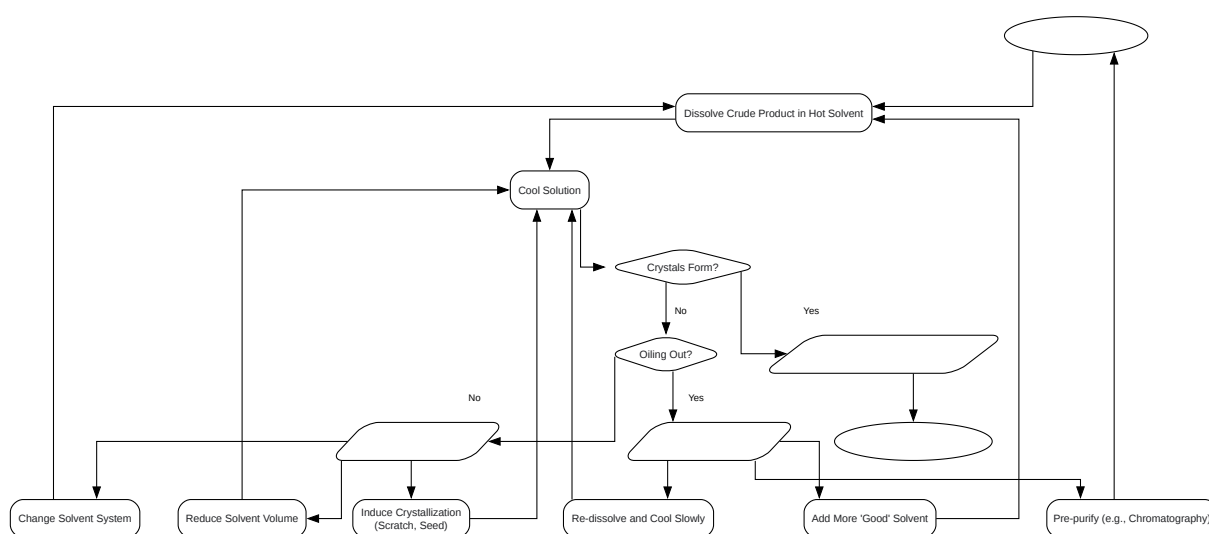 Dissolve Crude Product in Hot Solvent
Cool Solution
Crystals Form?
No
Yes
Oiling Out?
No
Yes
Change Solvent System
Reduce Solvent Volume
Induce Crystallization
(Scratch, Seed)
Re-dissolve and Cool Slowly
Add More 'Good' Solvent
Pre-purify (e.g., Chromatography)